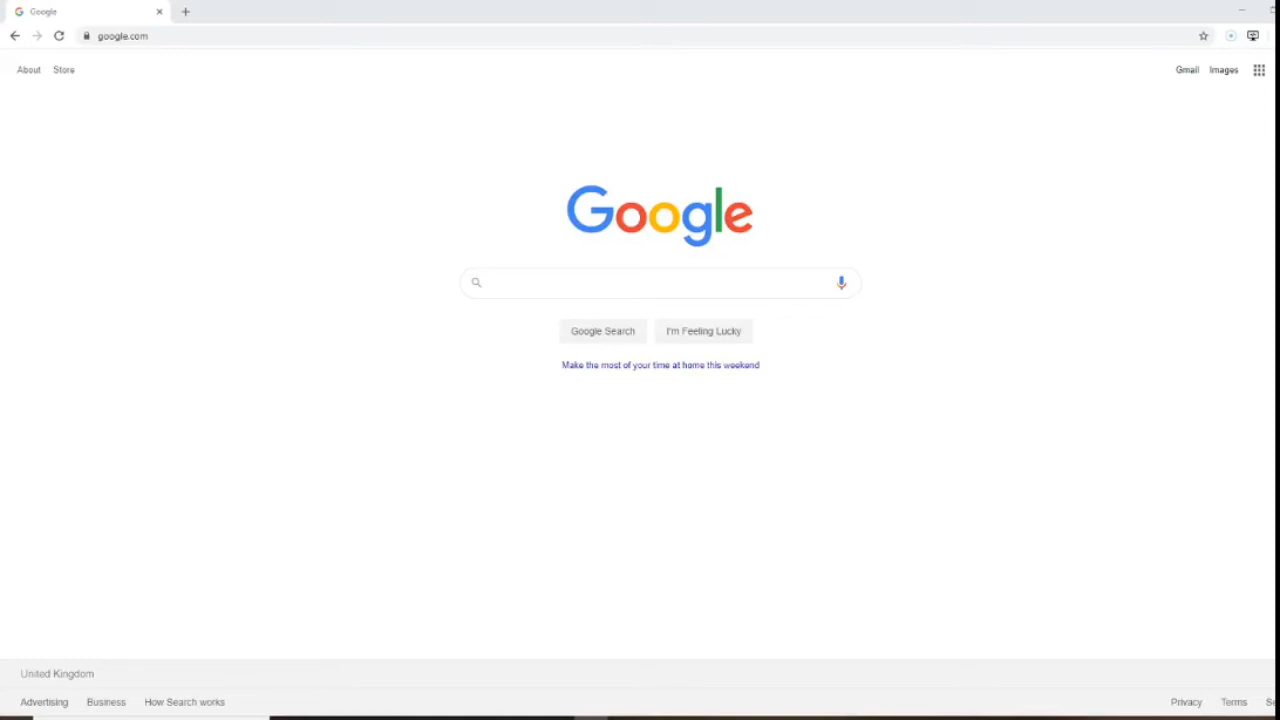 Google
google.com
About Store
Gmail Images
Google
Google Search I'm Feeling Lucky
Make the most of your time at home this weekend
United Kingdom
Advertising Business How Search works
Privacy Terms